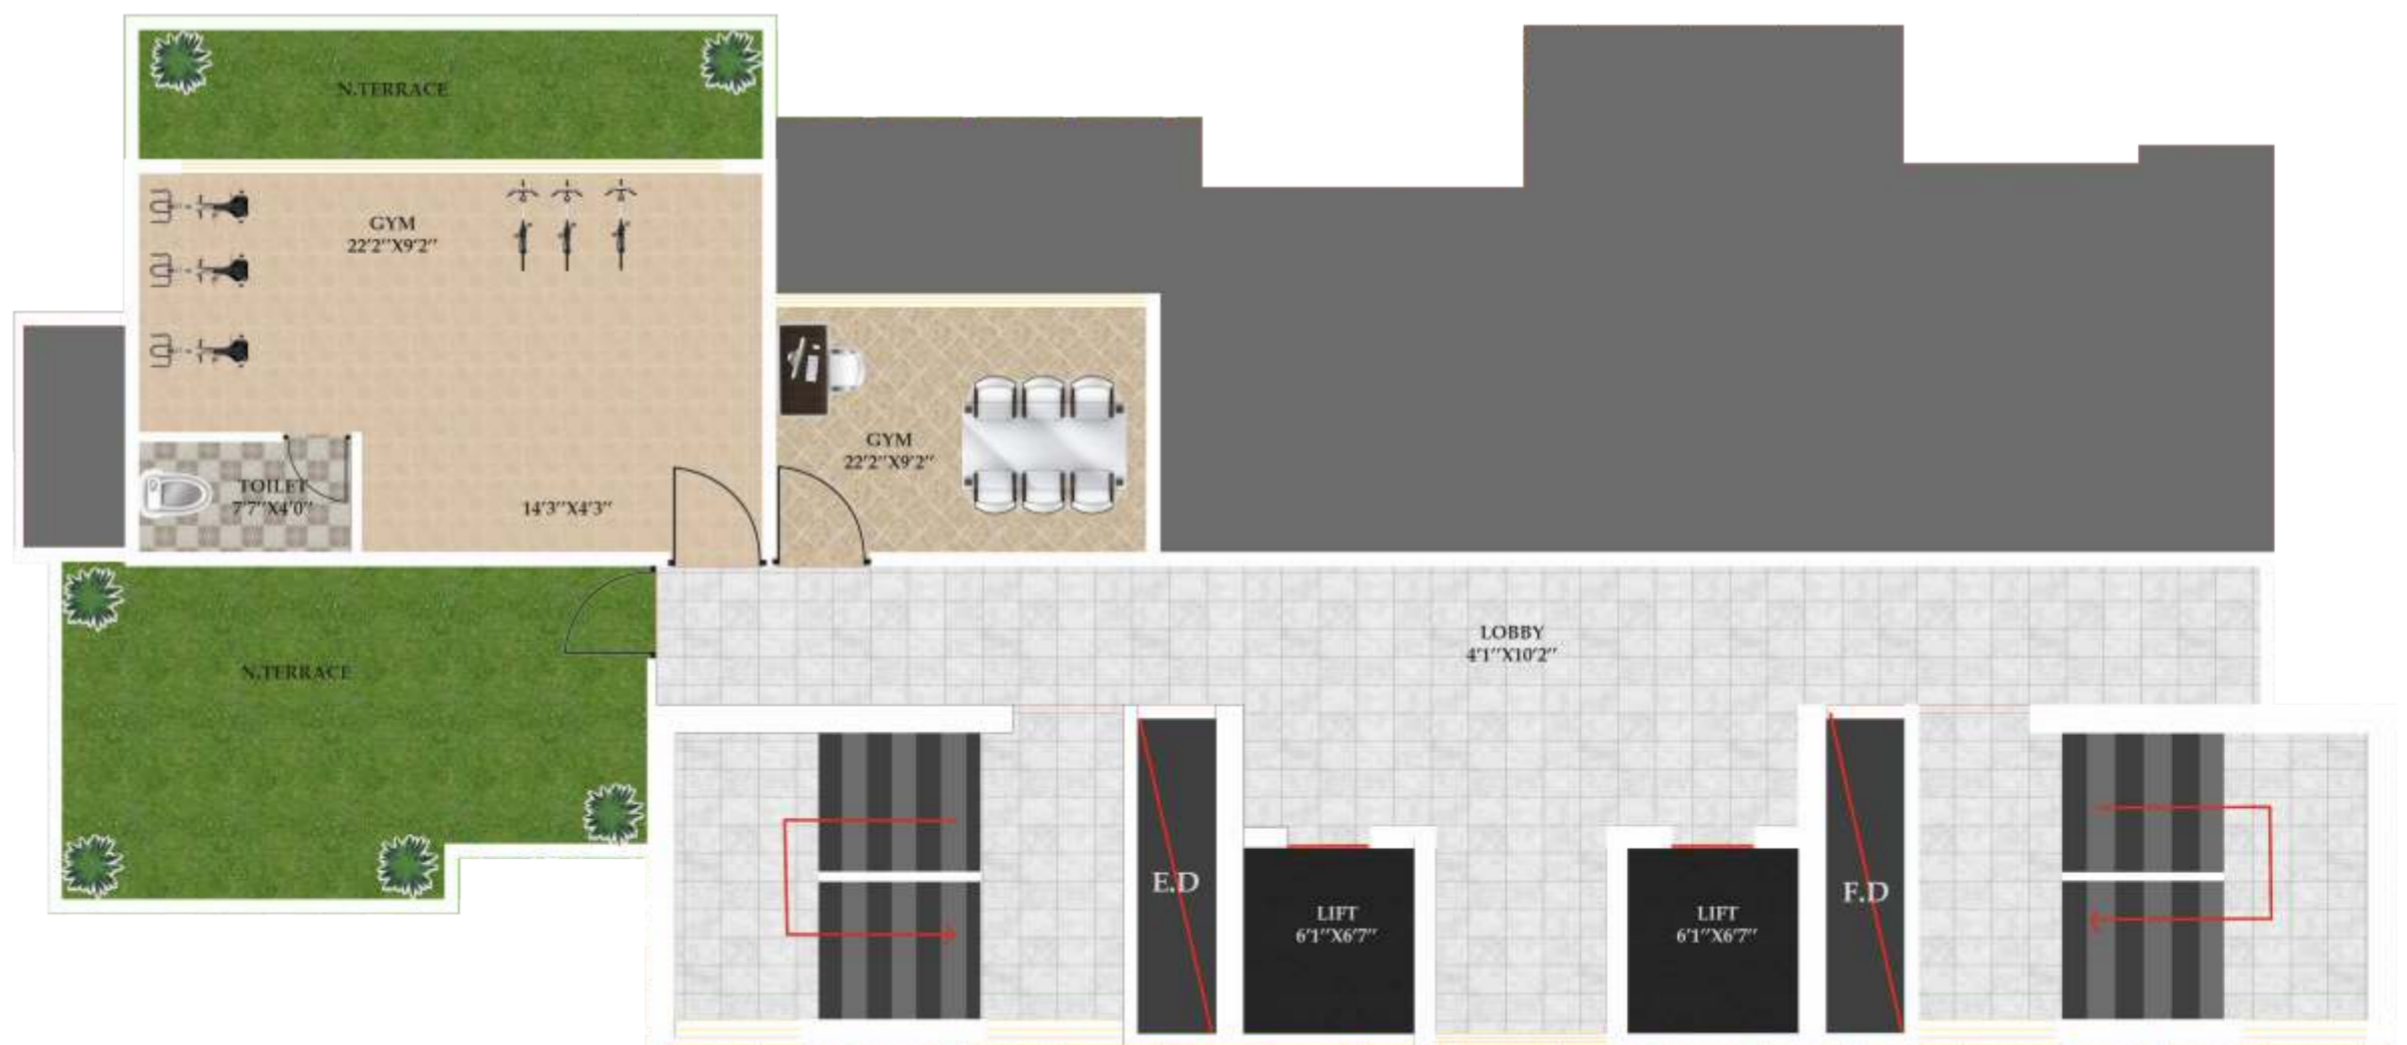 N.TERRACE
GYM
22'2"X9'2"
GYM
22'2"X9'2"
TOILET
7'7"X4'0"
14'3"X4'3"
LOBBY
4'1"X10'2"
N.TERRACE
E.D
F.D
LIFT
6'1"X6'7"
LIFT
6'1"X6'7"